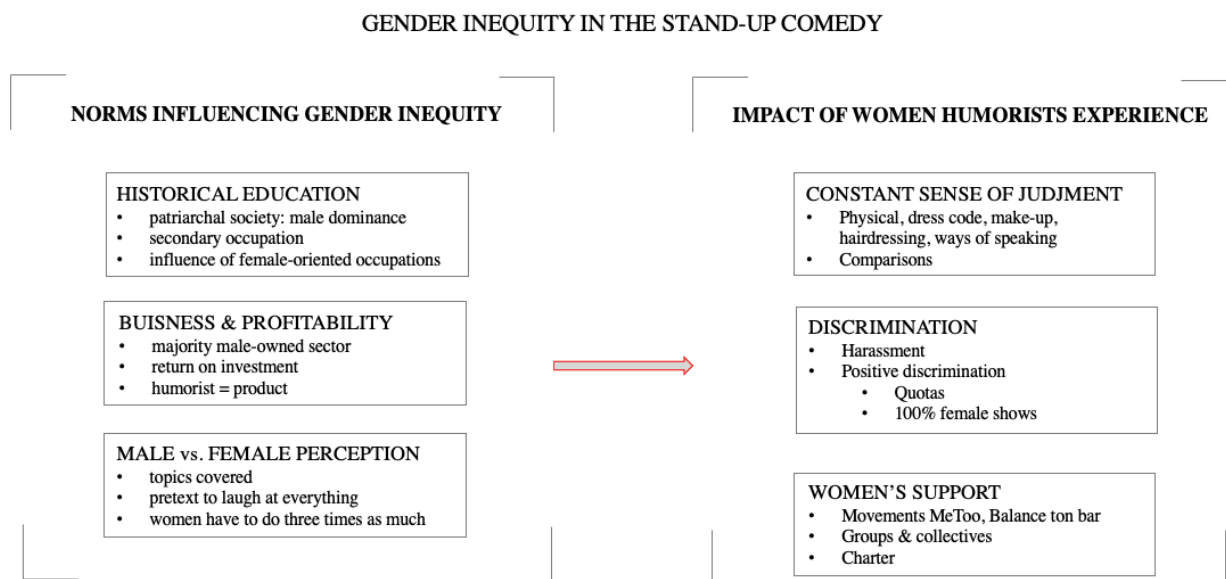 GENDER INEQUITY IN THE STAND-UP COMEDY
NORMS INFLUENCING GENDER INEQUITY
HISTORICAL EDUCATION
• patriarchal society: male dominance
• secondary occupation
• influence of female-oriented occupations
BUISNESS & PROFITABILITY
• majority male-owned sector
• return on investment
• humorist = product
MALE vs. FEMALE PERCEPTION
• topics covered
• pretext to laugh at everything
• women have to do three times as much
IMPACT OF WOMEN HUMORISTS EXPERIENCE
CONSTANT SENSE OF JUDJMENT
• Physical, dress code, make-up,
hairdressing, ways of speaking
• Comparisons
DISCRIMINATION
• Harassment
• Positive discrimination
• Quotas
• 100% female shows
WOMEN’S SUPPORT
• Movements MeToo, Balance ton bar
• Groups & collectives
• Charter